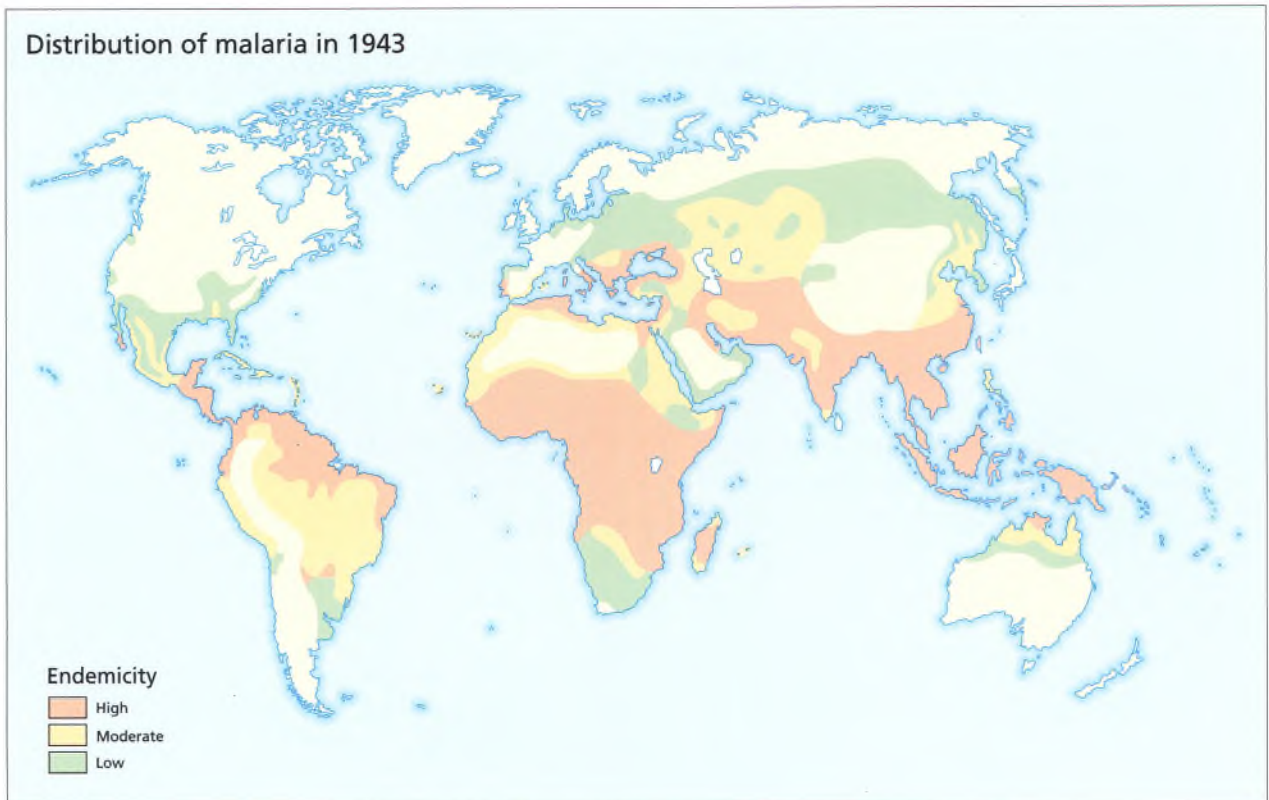 Distribution of malaria in 1943
Endemicity
High
Moderate
Low